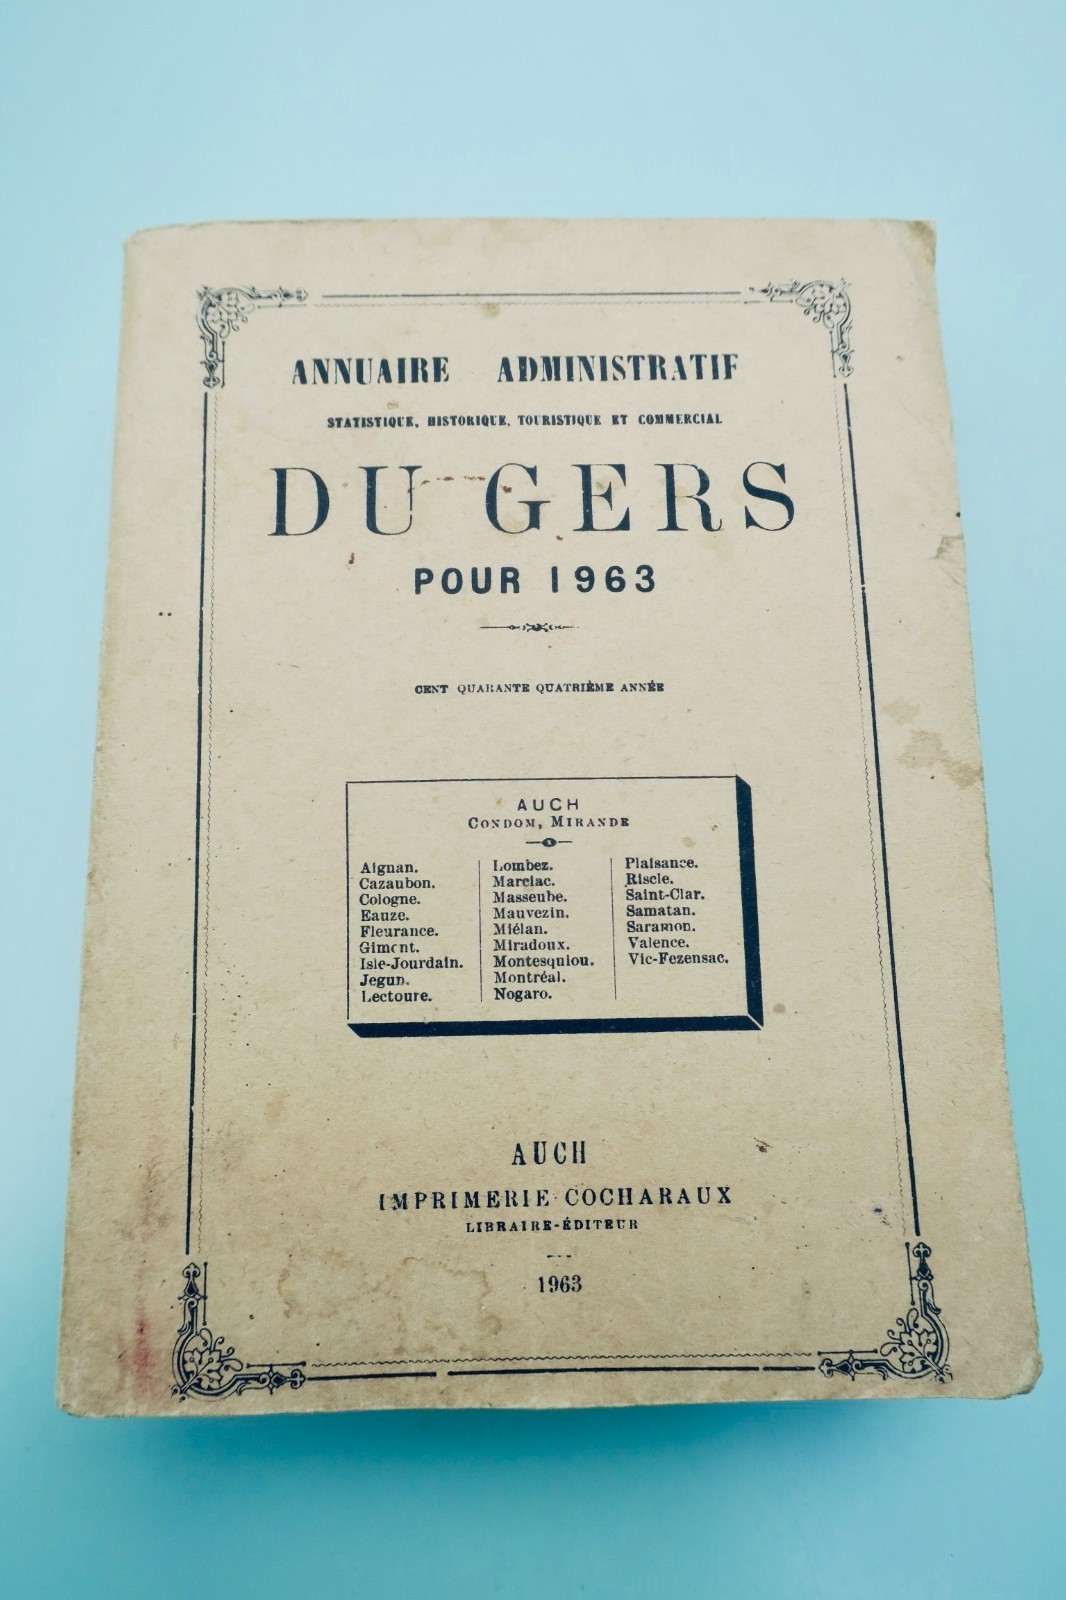 ANNUAIRE ADMINISTRATIF
STATISTIQUE, HISTORIQUE, TOURISTIQUE ET COMMERCIAL
DU GERS
POUR 1963
CENT QUARANTE QUATRIÈME ANNÉE
AUCH
CONDOM, MIRANDE
Aignan.
Cazaubon.
Cologne.
Eauze.
Fleurance.
Gimont.
Isle-Jourdain.
Jegun.
Lectoure.
Lombez.
Marciac.
Masseube.
Mauvezin.
Miélan.
Miradoux.
Montesquiou.
Montréal.
Nogaro.
Plaisance.
Riscle.
Saint-Clar.
Samatan.
Saramon.
Valence.
Vic-Fezensac.
AUCH
IMPRIMERIE COCHARAUX
LIBRAIRE-ÉDITEUR
1963